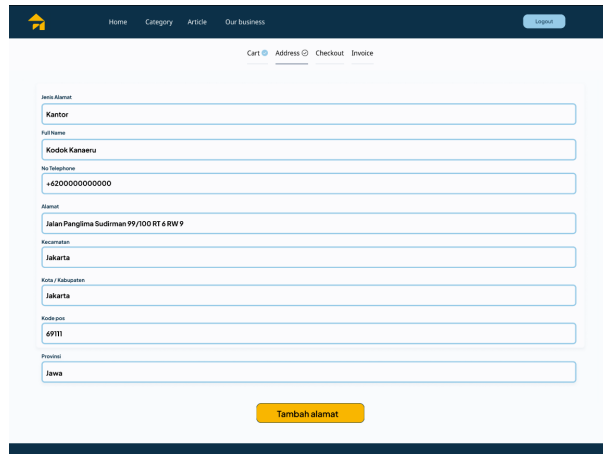 Home Category Article Our business Logout
Cart Address Checkout Invoice
Jenis Alamat
Kantor
Full Name
Kodok Kanaeru
No Telephone
+6200000000000
Alamat
Jalan Panglima Sudirman 99/100 RT 6 RW 9
Kecamatan
Jakarta
Kota / Kabupaten
Jakarta
Kode pos
69111
Provinsi
Jawa
Tambah alamat